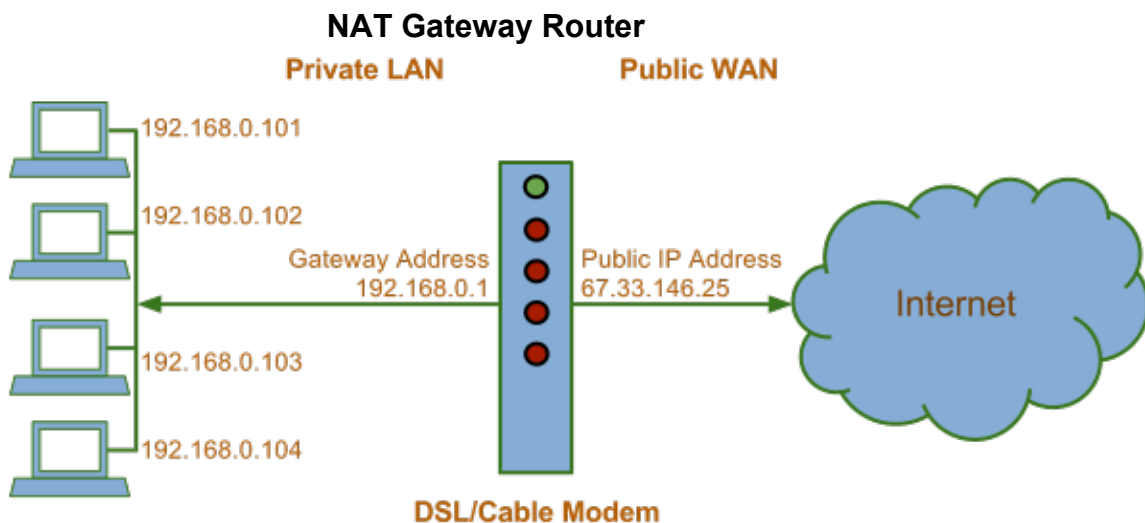 NAT Gateway Router
Private LAN
Public WAN
192.168.0.101
192.168.0.102
Gateway Address
192.168.0.1
Public IP Address
67.33.146.25
Internet
192.168.0.103
192.168.0.104
DSL/Cable Modem